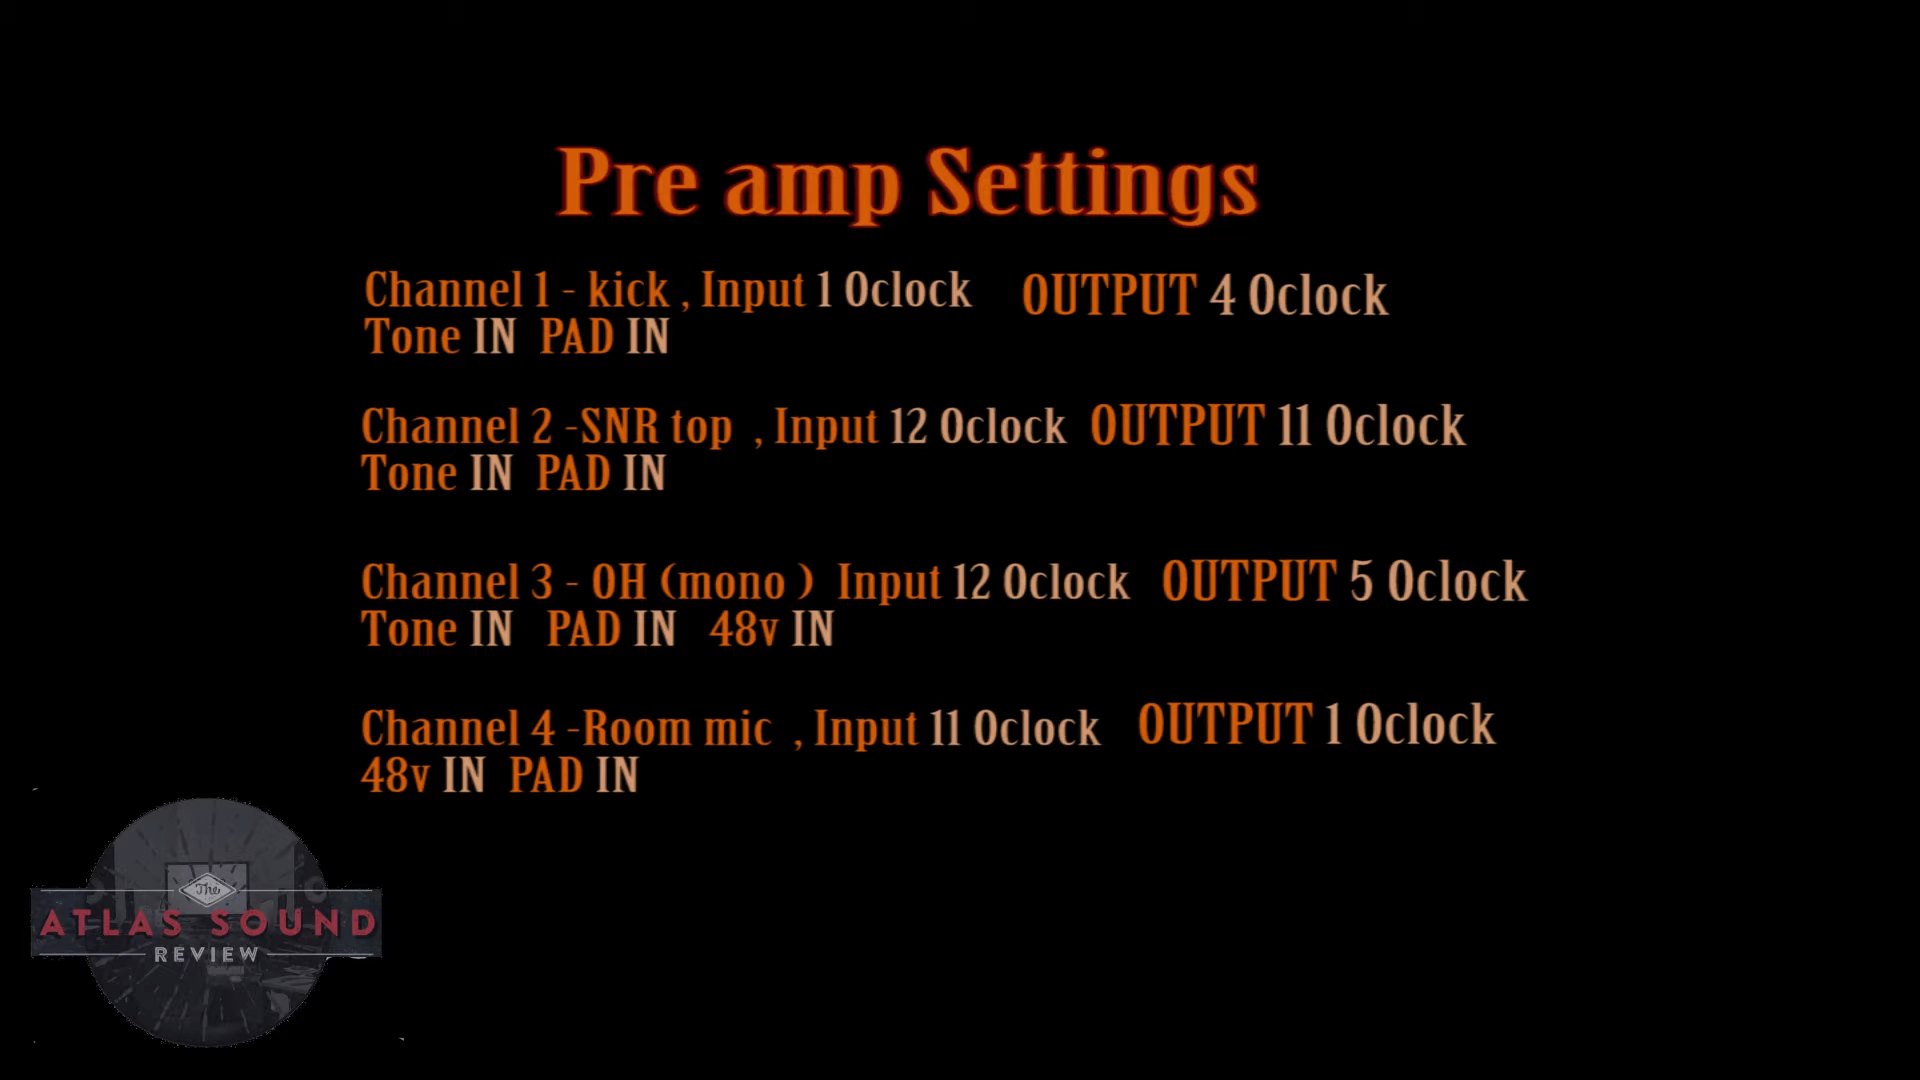 Pre amp Settings
Channel 1 - kick , Input 1 Oclock OUTPUT 4 Oclock
Tone IN PAD IN
Channel 2 -SNR top , Input 12 Oclock OUTPUT 11 Oclock
Tone IN PAD IN
Channel 3 - OH (mono ) Input 12 Oclock OUTPUT 5 Oclock
Tone IN PAD IN 48v IN
Channel 4 -Room mic , Input 11 Oclock OUTPUT 1 Oclock
48v IN PAD IN
The
ATLAS SOUND
REVIEW